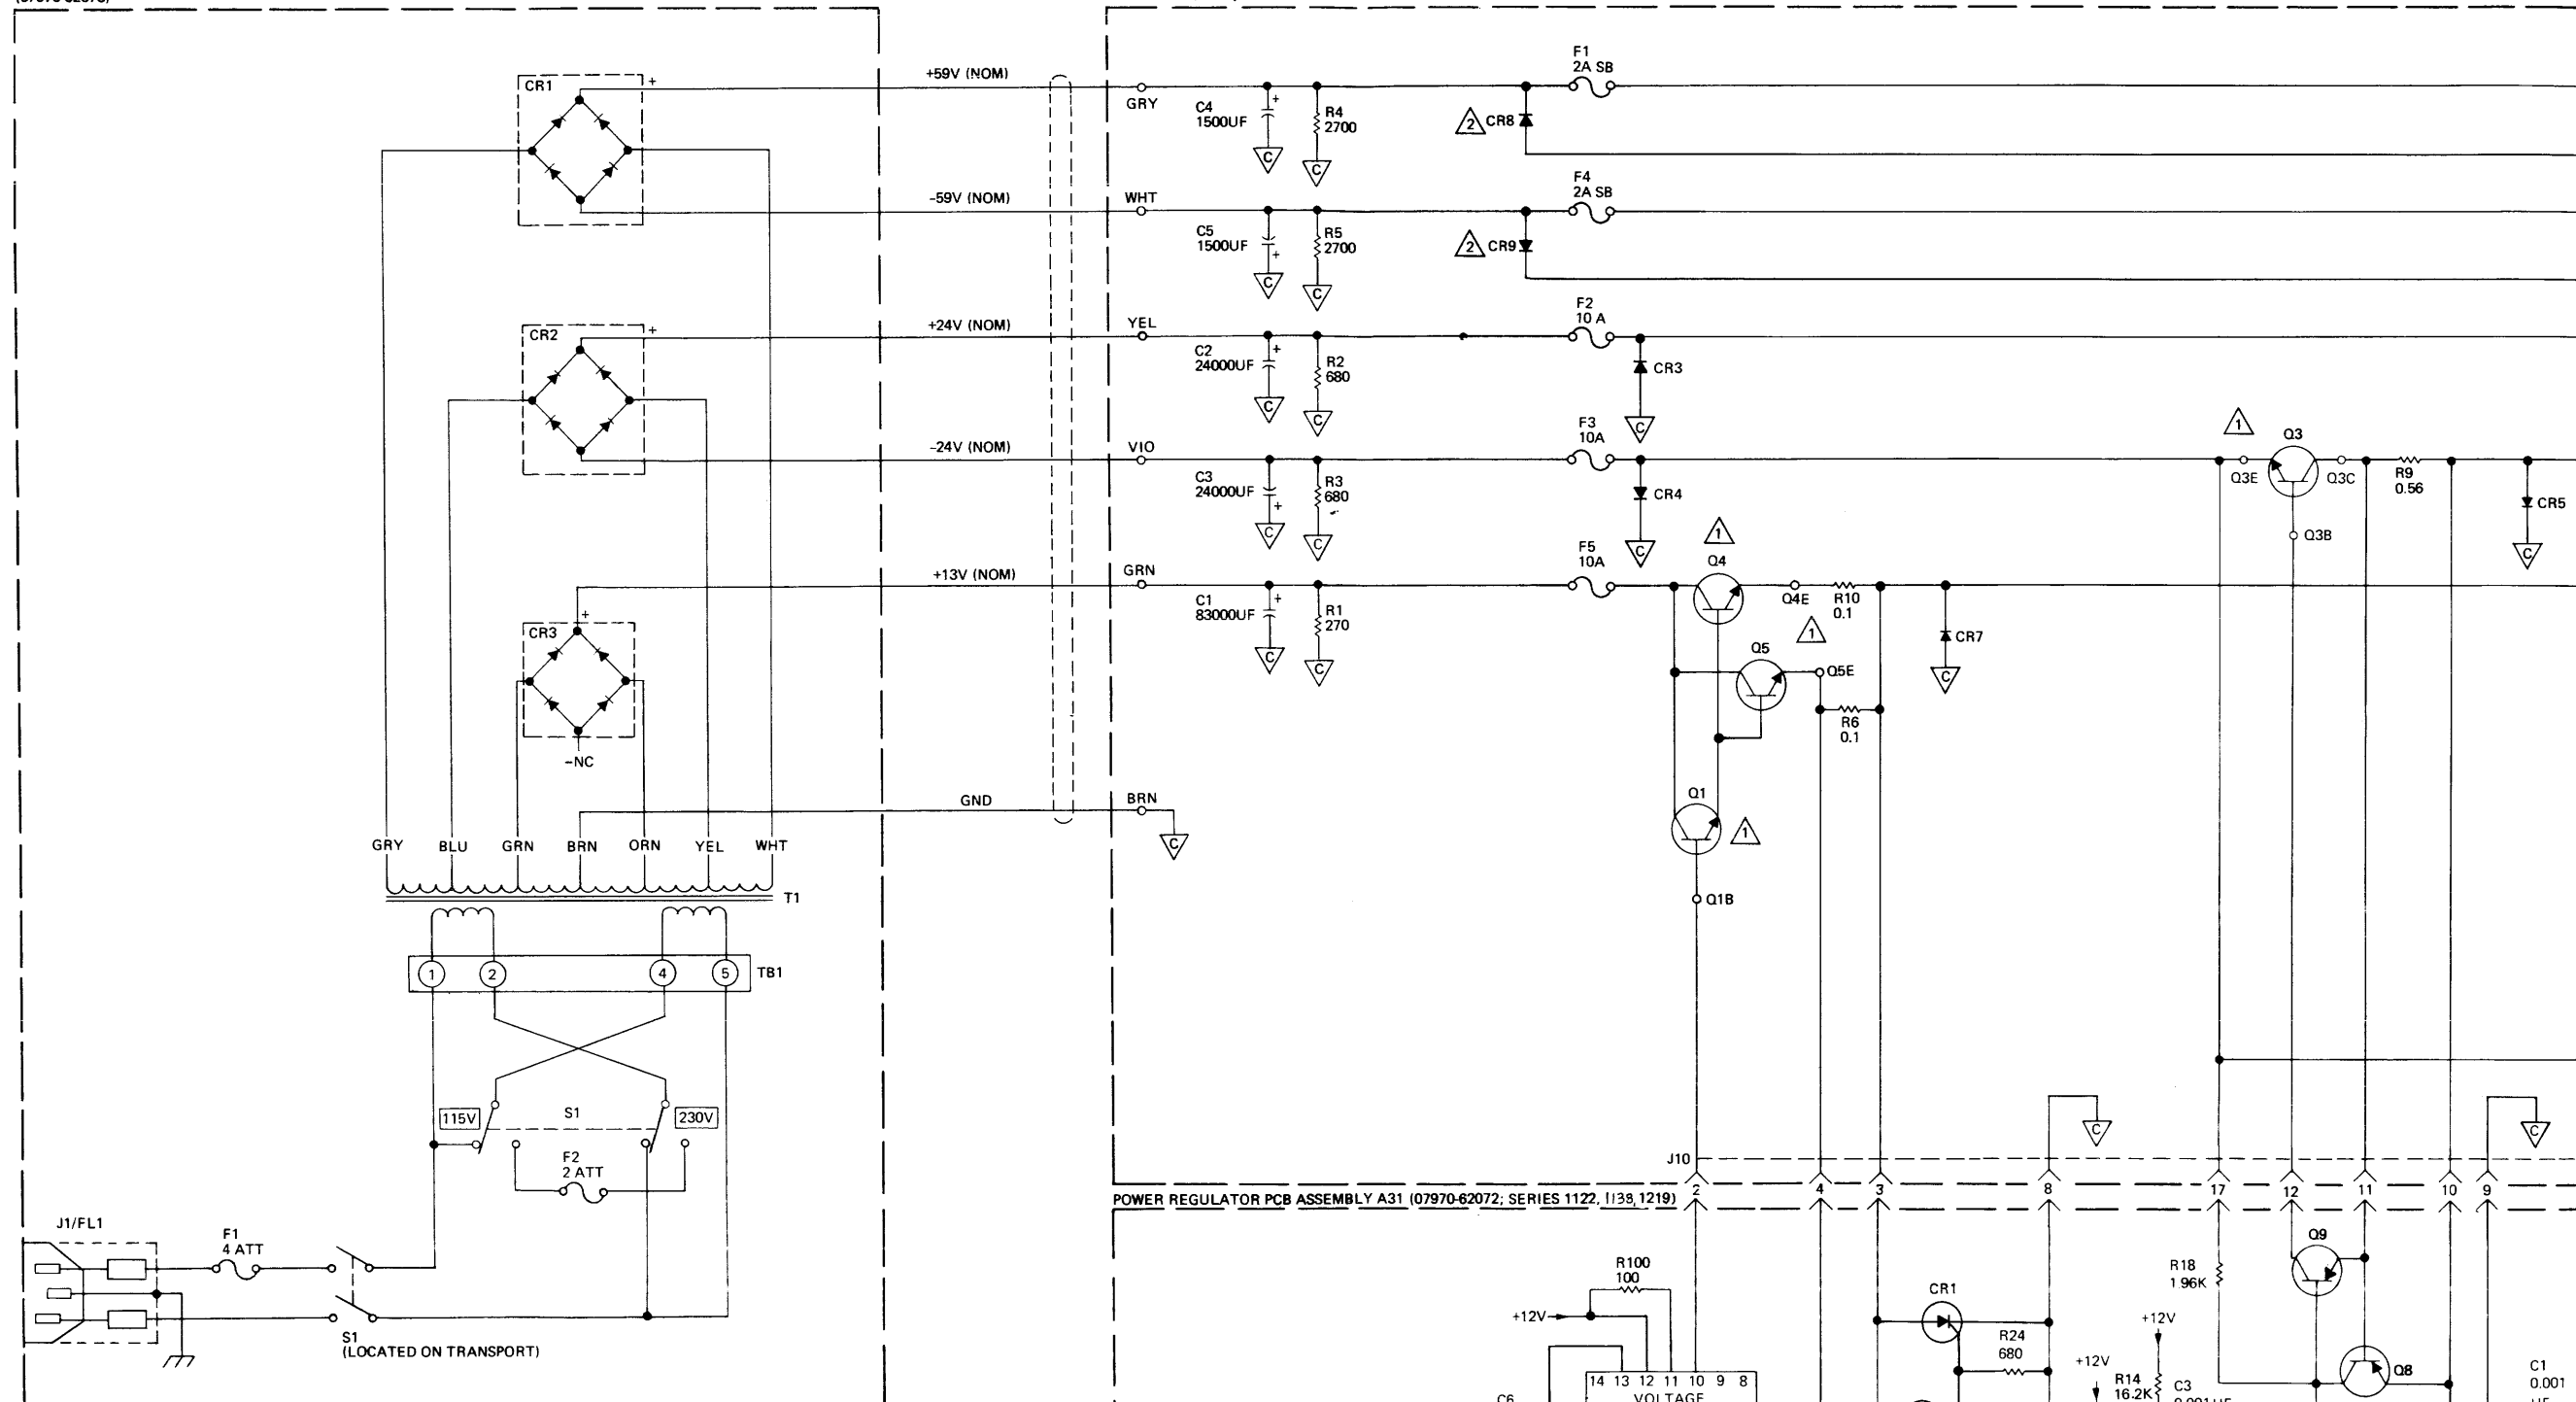 CR1
+
+59V (NOM)
GRY
C4
1500UF
+
R4
2700
C
C
2
CR8
F1
2A SB
-59V (NOM)
WHT
C5
1500UF
+
R5
2700
C
C
2
CR9
F4
2A SB
CR2
+
+24V (NOM)
YEL
C2
24000UF
+
R2
680
C
C
F2
10 A
CR3
C
-24V (NOM)
VIO
C3
24000UF
+
R3
680
C
C
F3
10A
CR4
C
1
Q3
Q3E
Q3C
Q3B
R9
0.56
CR5
C
CR3
+
-NC
+13V (NOM)
GRN
C1
83000UF
+
R1
270
C
C
F5
10A
1
Q4
Q4E
R10
0.1
1
Q5
Q5E
R6
0.1
CR7
C
Q1
1
Q1B
GND
BRN
C
GRY
BLU
GRN
BRN
ORN
YEL
WHT
T1
1
2
4
5
TB1
115V
S1
230V
F2
2 ATT
J1/FL1
F1
4 ATT
S1
(LOCATED ON TRANSPORT)
C
C
J10
POWER REGULATOR PCB ASSEMBLY A31 (07970-62072; SERIES 1122, 1138, 1219)
2
4
3
8
17
12
11
10
9
R100
100
+12V
14 13 12 11 10 9 8
VOLTAGE
C6
CR1
R24
680
+12V
R14
16.2K
+12V
C3
R18
1.96K
Q9
Q8
C1
0.001